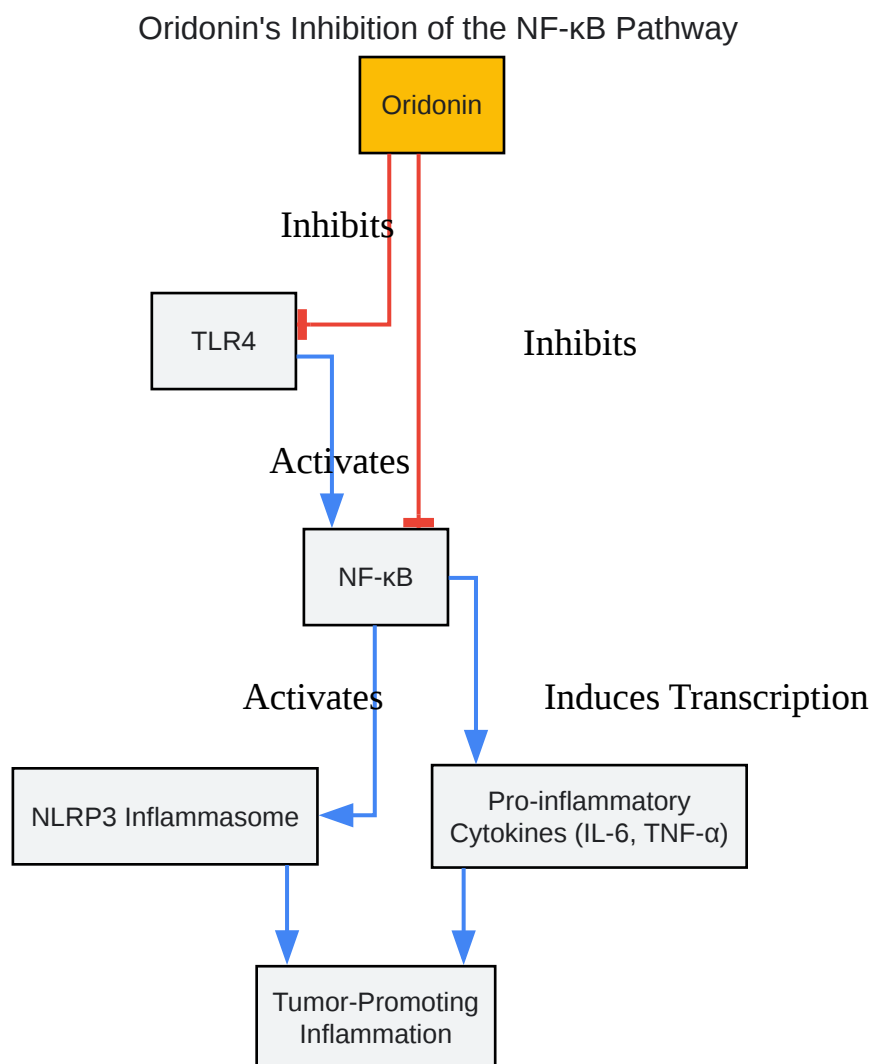 Oridonin's Inhibition of the NF-κB Pathway
Oridonin
Inhibits
TLR4
Inhibits
Activates
NF-κB
Activates
Induces Transcription
NLRP3 Inflammasome
Pro-inflammatory
Cytokines (IL-6, TNF-α)
Tumor-Promoting
Inflammation